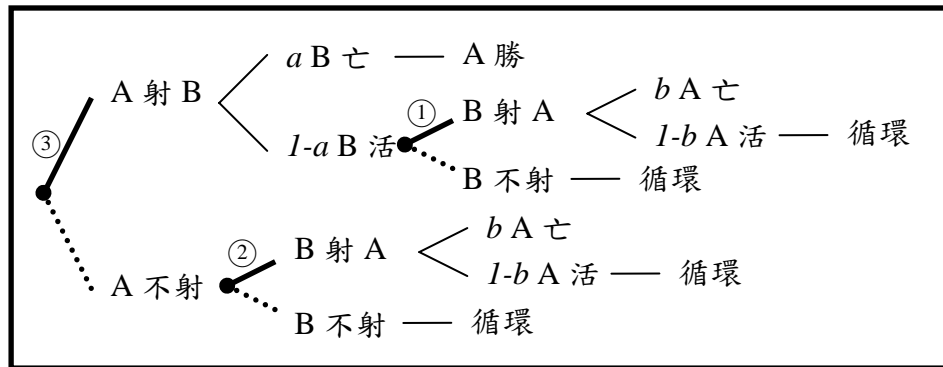 a B 亡 A 勝
A 射 B
① B 射 A b A 亡
③ 1-a B 活 1-b A 活 循環
B 不射 循環
② B 射 A b A 亡
A 不射 1-b A 活 循環
B 不射 循環